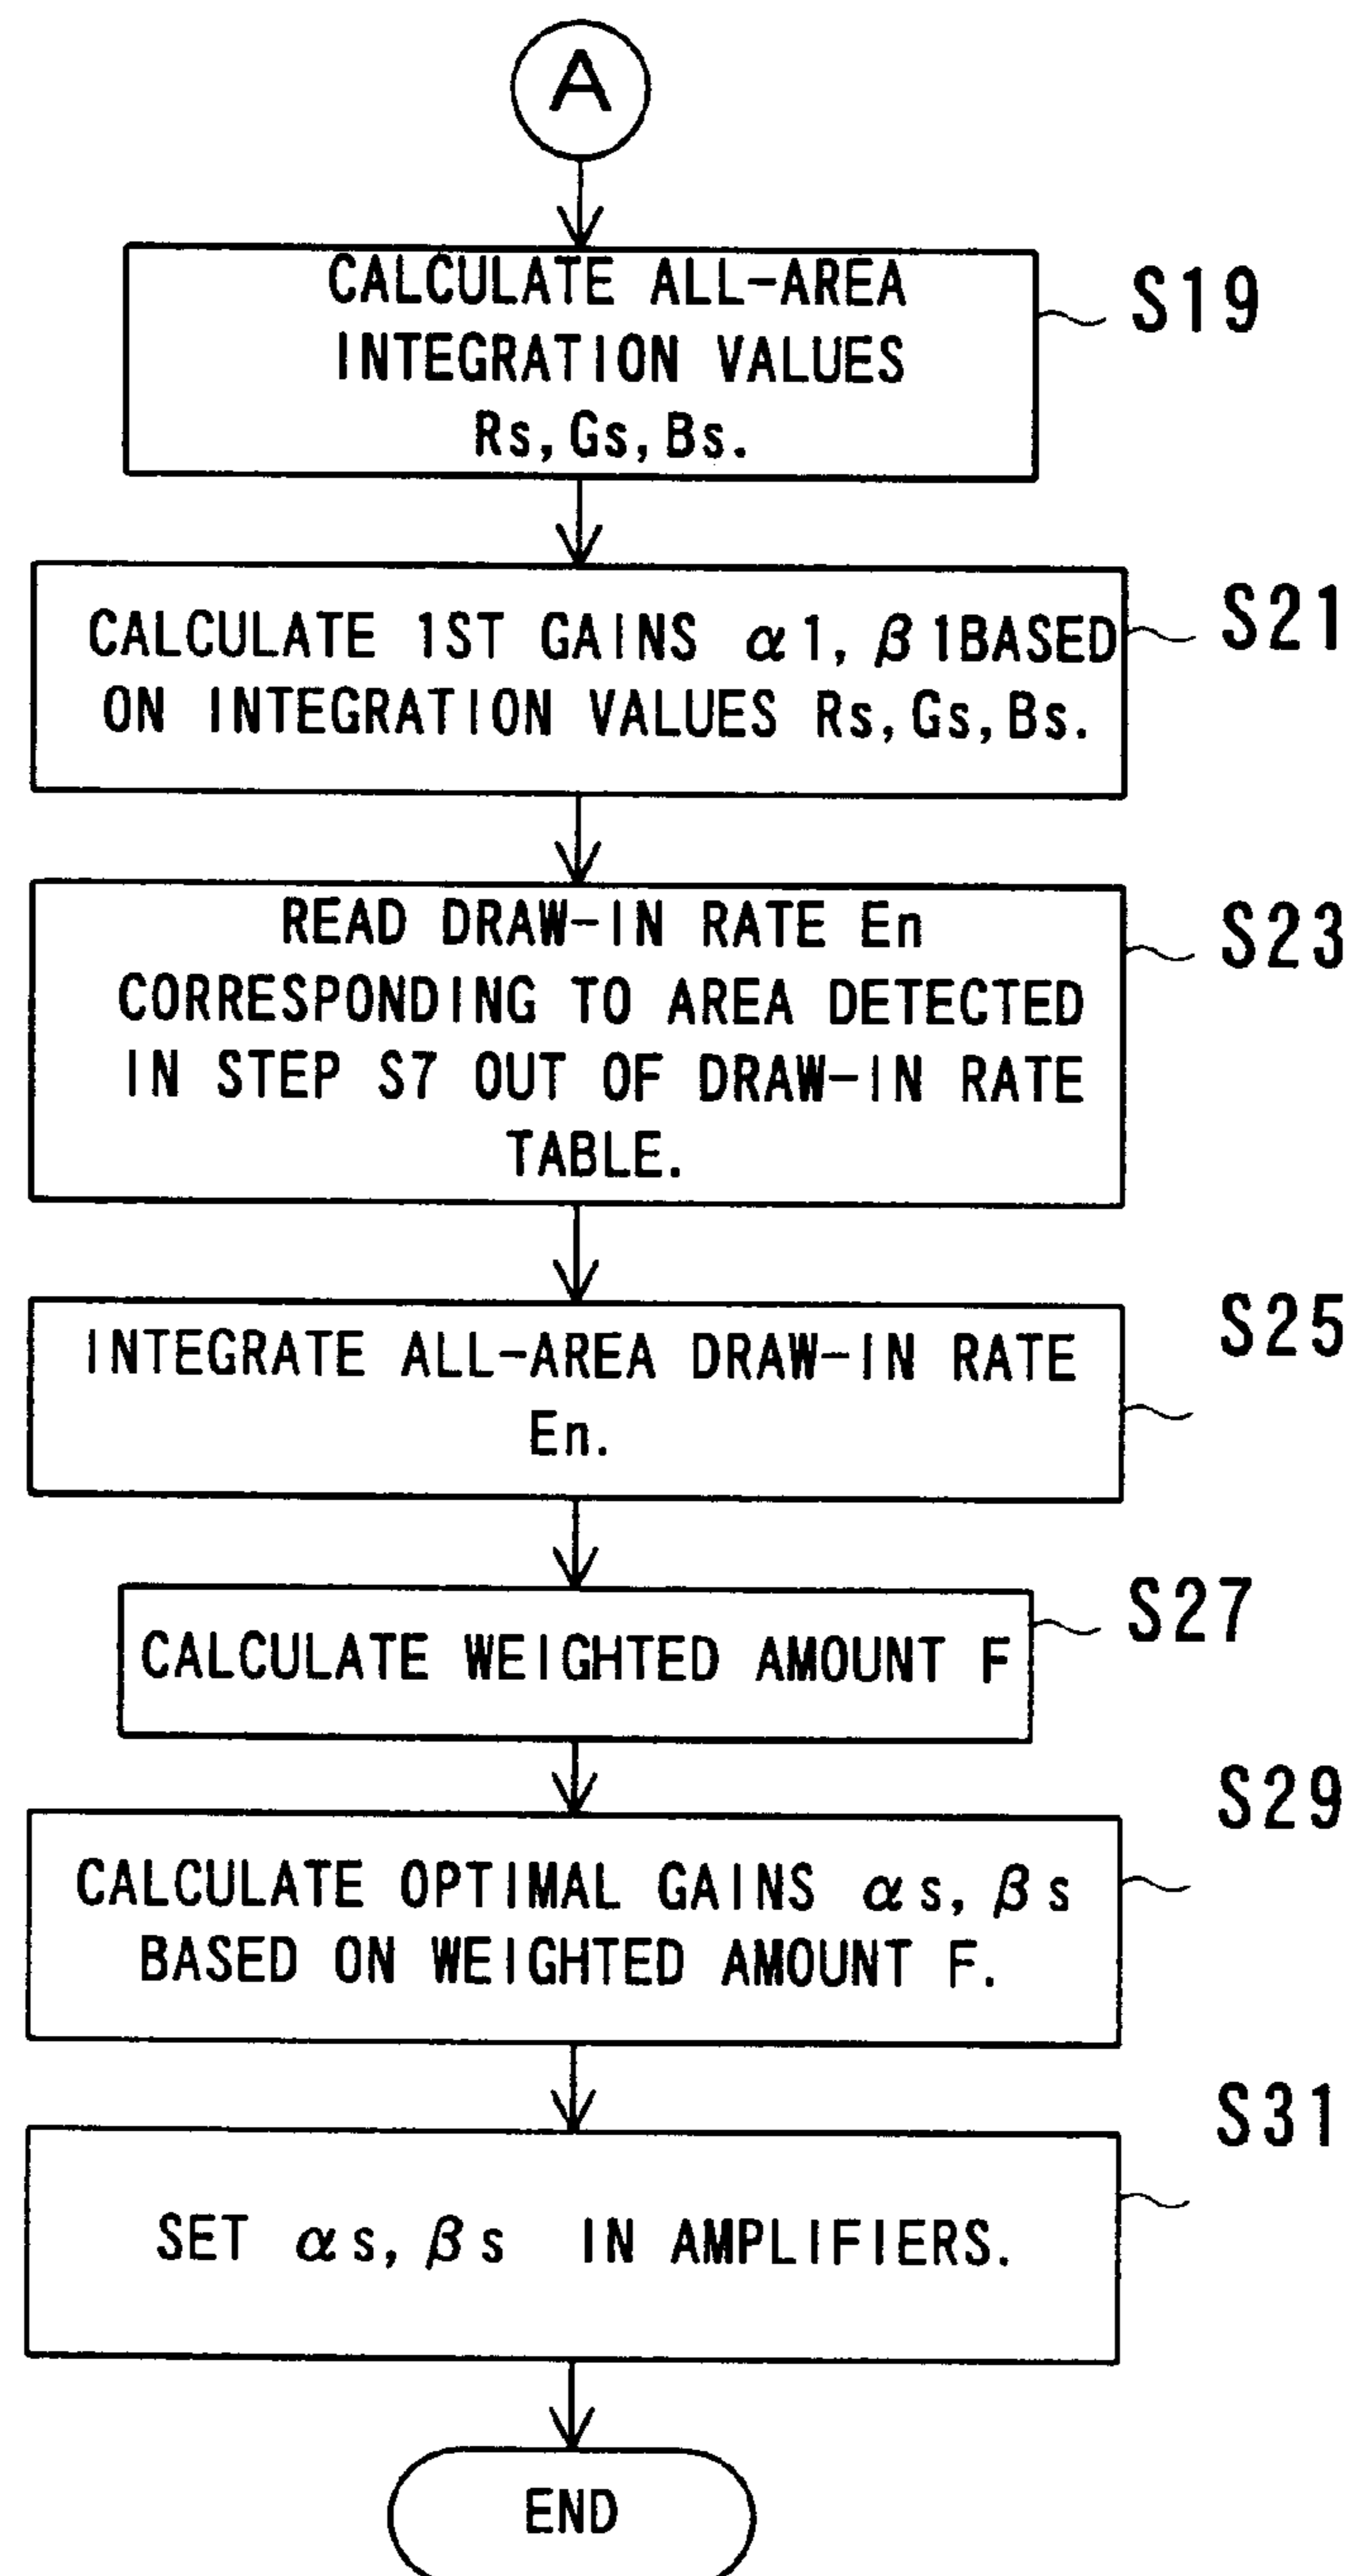 A
CALCULATE ALL-AREA
INTEGRATION VALUES
Rs, Gs, Bs.
S19
CALCULATE 1ST GAINS α1, β1BASED
ON INTEGRATION VALUES Rs, Gs, Bs.
S21
READ DRAW-IN RATE En
CORRESPONDING TO AREA DETECTED
IN STEP S7 OUT OF DRAW-IN RATE
TABLE.
S23
INTEGRATE ALL-AREA DRAW-IN RATE
En.
S25
CALCULATE WEIGHTED AMOUNT F
S27
CALCULATE OPTIMAL GAINS αs, βs
BASED ON WEIGHTED AMOUNT F.
S29
SET αs, βs IN AMPLIFIERS.
S31
END